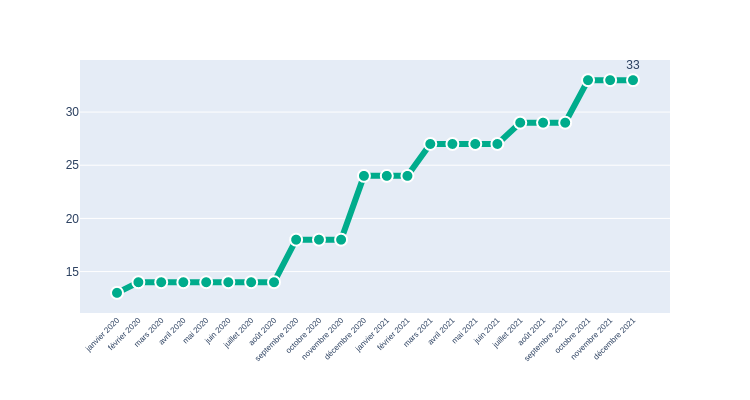 33
30
25
20
15
janvier 2020
février 2020
mars 2020
avril 2020
mai 2020
juin 2020
juillet 2020
août 2020
septembre 2020
octobre 2020
novembre 2020
décembre 2020
janvier 2021
février 2021
mars 2021
avril 2021
mai 2021
juin 2021
juillet 2021
août 2021
septembre 2021
octobre 2021
novembre 2021
décembre 2021